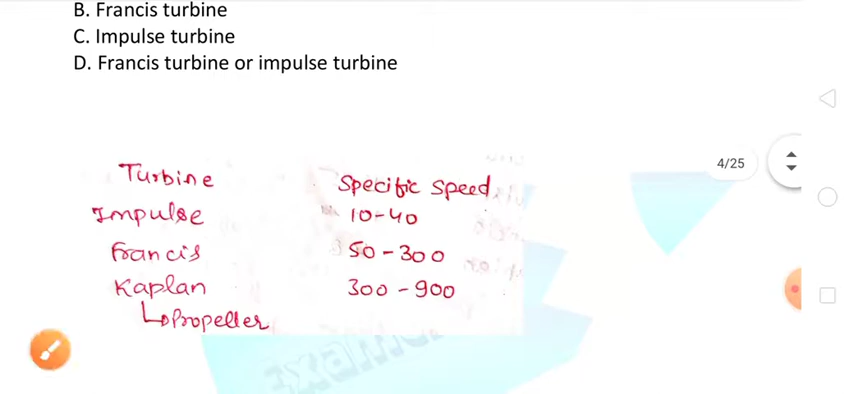 B. Francis turbine
C. Impulse turbine
D. Francis turbine or impulse turbine
4/25
Turbine Specific Speed
Impulse 10-40
Francis 50-300
Kaplan 300-900
↳Propeller